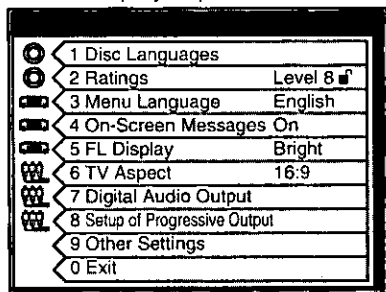 1 Disc Languages
2 Ratings Level 8
3 Menu Language English
4 On-Screen Messages On
5 FL Display Bright
6 TV Aspect 16:9
7 Digital Audio Output
8 Setup of Progressive Output
9 Other Settings
0 Exit